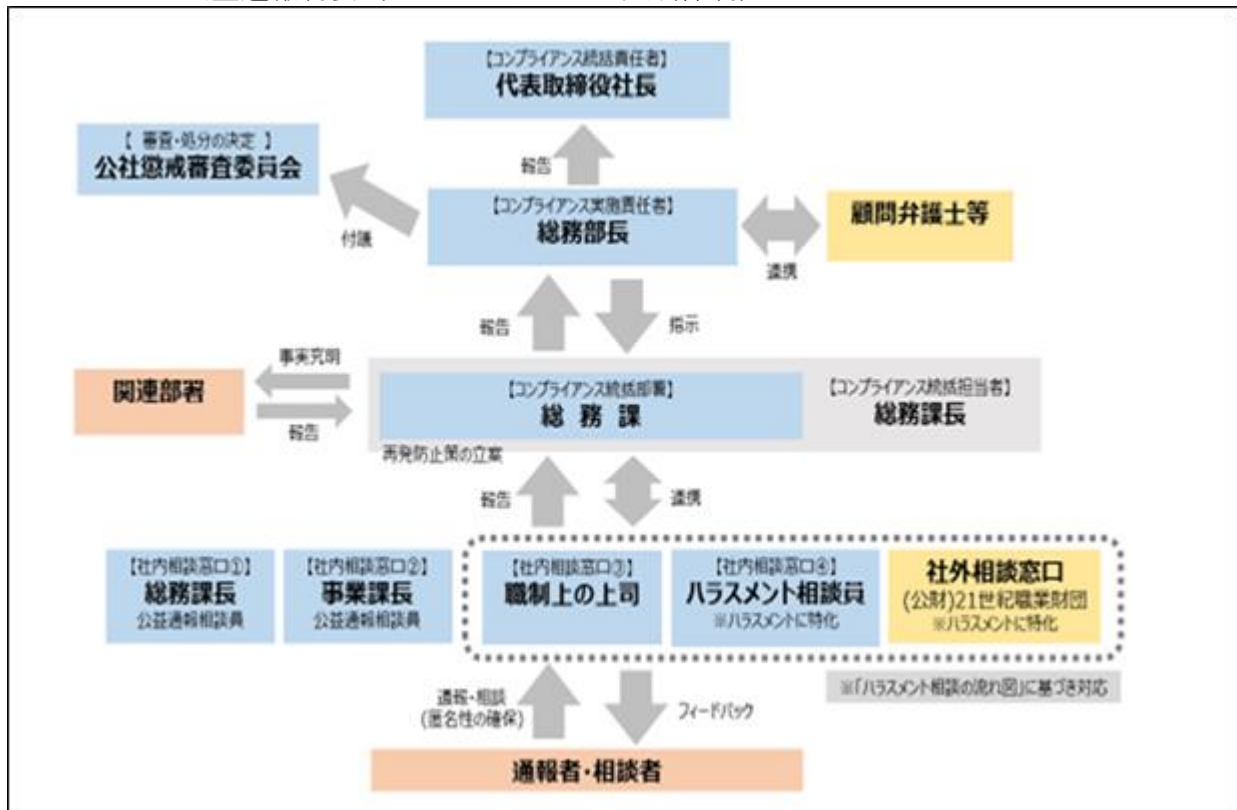 【コンプライアンス統括責任者】
代表取締役社長
【 審査・処分の決定 】
公社懲戒審査委員会
報告
【コンプライアンス実施責任者】
総務部長
顧問弁護士等
付議
連携
報告
指示
事実究明
関連部署
報告
【コンプライアンス統括部署】
総 務 課
【コンプライアンス統括担当者】
総務課長
再発防止策の立案
報告
連携
【社内相談窓口①】
総務課長
公益通報相談員
【社内相談窓口②】
事業課長
公益通報相談員
【社内相談窓口③】
職制上の上司
【社内相談窓口④】
ハラスメント相談員
※ハラスメントに特化
社外相談窓口
(公財)21世紀職業財団
※ハラスメントに特化
※「ハラスメント相談の流れ図」に基づき対応
通報・相談
(匿名性の確保)
フィードバック
通報者・相談者